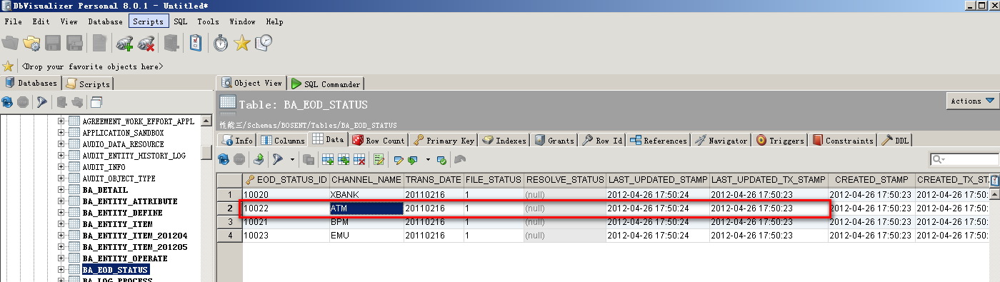 DbVisualizer Personal 8.0.1 - Untitled*
File Edit View Database Scripts SQL Tools Window Help
<Drop your favorite objects here>
Databases Scripts
Object View SQL Commander
Table: BA_EOD_STATUS
Actions
性能三/Schemas/BOSENT/Tables/BA_EOD_STATUS
Info Columns Data Row Count Primary Key Indexes Grants Row Id References Navigator Triggers Constraints DDL
AGREEMENT_WORK_EFFORT_APPL
APPLICATION_SANDBOX
AUDIO_DATA_RESOURCE
AUDIT_ENTITY_HISTORY_LOG
AUDIT_INFO
AUDIT_OBJECT_TYPE
BA_DETAIL
BA_ENTITY_ATTRIBUTE
BA_ENTITY_DEFINE
BA_ENTITY_ITEM
BA_ENTITY_ITEM_201204
BA_ENTITY_ITEM_201205
BA_ENTITY_OPERATE
BA_EOD_STATUS
BA_LOG_PROCESS
EOD_STATUS_ID CHANNEL_NAME TRANS_DATE FILE_STATUS RESOLVE_STATUS LAST_UPDATED_STAMP LAST_UPDATED_TX_STAMP CREATED_STAMP CREATED_TX_STA
1 10020 XBANK 20110216 1 (null) 2012-04-26 17:50:24 2012-04-26 17:50:23 2012-04-26 17:50:23 2012-04-26 17:50:
2 10022 ATM 20110216 1 (null) 2012-04-26 17:50:24 2012-04-26 17:50:23 2012-04-26 17:50:23 2012-04-26 17:50:
3 10021 BPM 20110216 1 (null) 2012-04-26 17:50:24 2012-04-26 17:50:23 2012-04-26 17:50:23 2012-04-26 17:50:
4 10023 EMU 20110216 1 (null) 2012-04-26 17:50:24 2012-04-26 17:50:23 2012-04-26 17:50:23 2012-04-26 17:50: